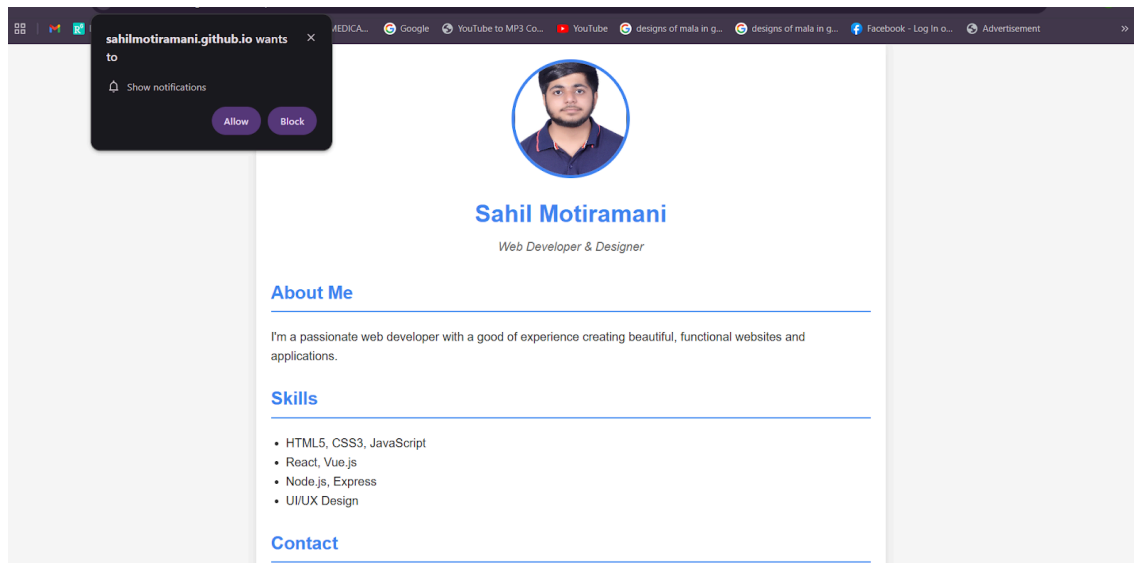 MEDICA...
Google
YouTube to MP3 Co...
YouTube
designs of mala in g...
designs of mala in g...
Facebook - Log In o...
Advertisement
»
sahilmotiramani.github.io wants
to
Show notifications
Allow
Block
Sahil Motiramani
Web Developer & Designer
About Me
I'm a passionate web developer with a good of experience creating beautiful, functional websites and
applications.
Skills
• HTML5, CSS3, JavaScript
• React, Vue.js
• Node.js, Express
• UI/UX Design
Contact